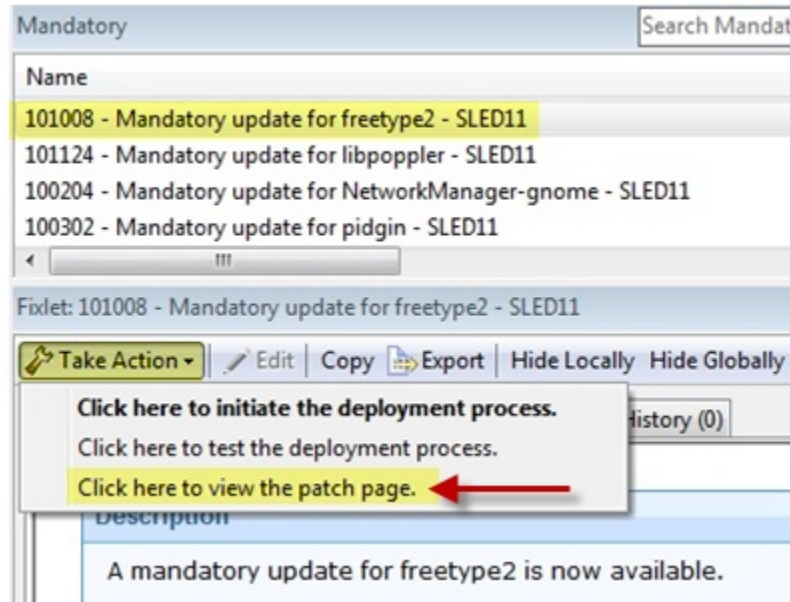 Mandatory
Search Mandat
Name
101008 - Mandatory update for freetype2 - SLED11
101124 - Mandatory update for libpoppler - SLED11
100204 - Mandatory update for NetworkManager-gnome - SLED11
100302 - Mandatory update for pidgin - SLED11
Fixlet: 101008 - Mandatory update for freetype2 - SLED11
Take Action Edit Copy Export Hide Locally Hide Globally
Click here to initiate the deployment process.
History (0)
Click here to test the deployment process.
Click here to view the patch page.
Description
A mandatory update for freetype2 is now available.